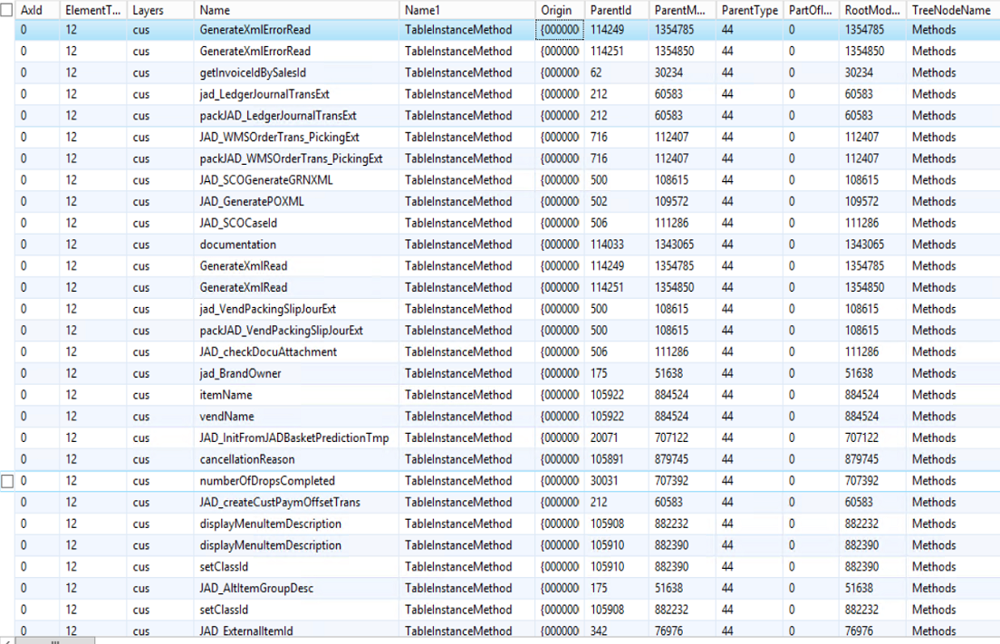 AxId ElementT... Layers Name Name1 Origin ParentId ParentM... ParentType PartOfI... RootMod... TreeNodeName
0 12 cus GenerateXmlErrorRead TableInstanceMethod {000000 114249 1354785 44 0 1354785 Methods
0 12 cus GenerateXmlErrorRead TableInstanceMethod {000000 114251 1354850 44 0 1354850 Methods
0 12 cus getInvoiceIdBySalesId TableInstanceMethod {000000 62 30234 44 0 30234 Methods
0 12 cus jad_LedgerJournalTransExt TableInstanceMethod {000000 212 60583 44 0 60583 Methods
0 12 cus packJAD_LedgerJournalTransExt TableInstanceMethod {000000 212 60583 44 0 60583 Methods
0 12 cus JAD_WMSOrderTrans_PickingExt TableInstanceMethod {000000 716 112407 44 0 112407 Methods
0 12 cus packJAD_WMSOrderTrans_PickingExt TableInstanceMethod {000000 716 112407 44 0 112407 Methods
0 12 cus JAD_SCOGenerateGRNXML TableInstanceMethod {000000 500 108615 44 0 108615 Methods
0 12 cus JAD_GeneratePOXML TableInstanceMethod {000000 502 109572 44 0 109572 Methods
0 12 cus JAD_SCOCaseId TableInstanceMethod {000000 506 111286 44 0 111286 Methods
0 12 cus documentation TableInstanceMethod {000000 114033 1343065 44 0 1343065 Methods
0 12 cus GenerateXmlRead TableInstanceMethod {000000 114249 1354785 44 0 1354785 Methods
0 12 cus GenerateXmlRead TableInstanceMethod {000000 114251 1354850 44 0 1354850 Methods
0 12 cus jad_VendPackingSlipJourExt TableInstanceMethod {000000 500 108615 44 0 108615 Methods
0 12 cus packJAD_VendPackingSlipJourExt TableInstanceMethod {000000 500 108615 44 0 108615 Methods
0 12 cus JAD_checkDocuAttachment TableInstanceMethod {000000 506 111286 44 0 111286 Methods
0 12 cus jad_BrandOwner TableInstanceMethod {000000 175 51638 44 0 51638 Methods
0 12 cus itemName TableInstanceMethod {000000 105922 884524 44 0 884524 Methods
0 12 cus vendName TableInstanceMethod {000000 105922 884524 44 0 884524 Methods
0 12 cus JAD_InitFromJADBasketPredictionTmp TableInstanceMethod {000000 20071 707122 44 0 707122 Methods
0 12 cus cancellationReason TableInstanceMethod {000000 105891 879745 44 0 879745 Methods
0 12 cus numberOfDropsCompleted TableInstanceMethod {000000 30031 707392 44 0 707392 Methods
0 12 cus JAD_createCustPaymOffsetTrans TableInstanceMethod {000000 212 60583 44 0 60583 Methods
0 12 cus displayMenuItemDescription TableInstanceMethod {000000 105908 882232 44 0 882232 Methods
0 12 cus displayMenuItemDescription TableInstanceMethod {000000 105910 882390 44 0 882390 Methods
0 12 cus setClassId TableInstanceMethod {000000 105910 882390 44 0 882390 Methods
0 12 cus JAD_AltItemGroupDesc TableInstanceMethod {000000 175 51638 44 0 51638 Methods
0 12 cus setClassId TableInstanceMethod {000000 105908 882232 44 0 882232 Methods
0 12 cus JAD_ExternalItemId TableInstanceMethod {000000 342 76976 44 0 76976 Methods